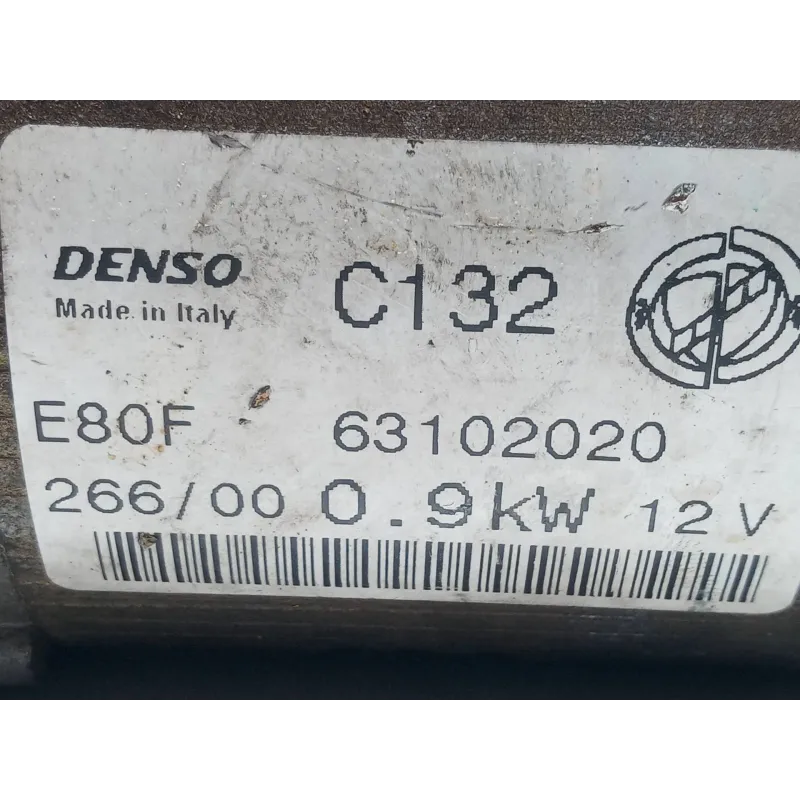 DENSO C132
Made in Italy
E80F 63102020
266/00 0.9kW 12V